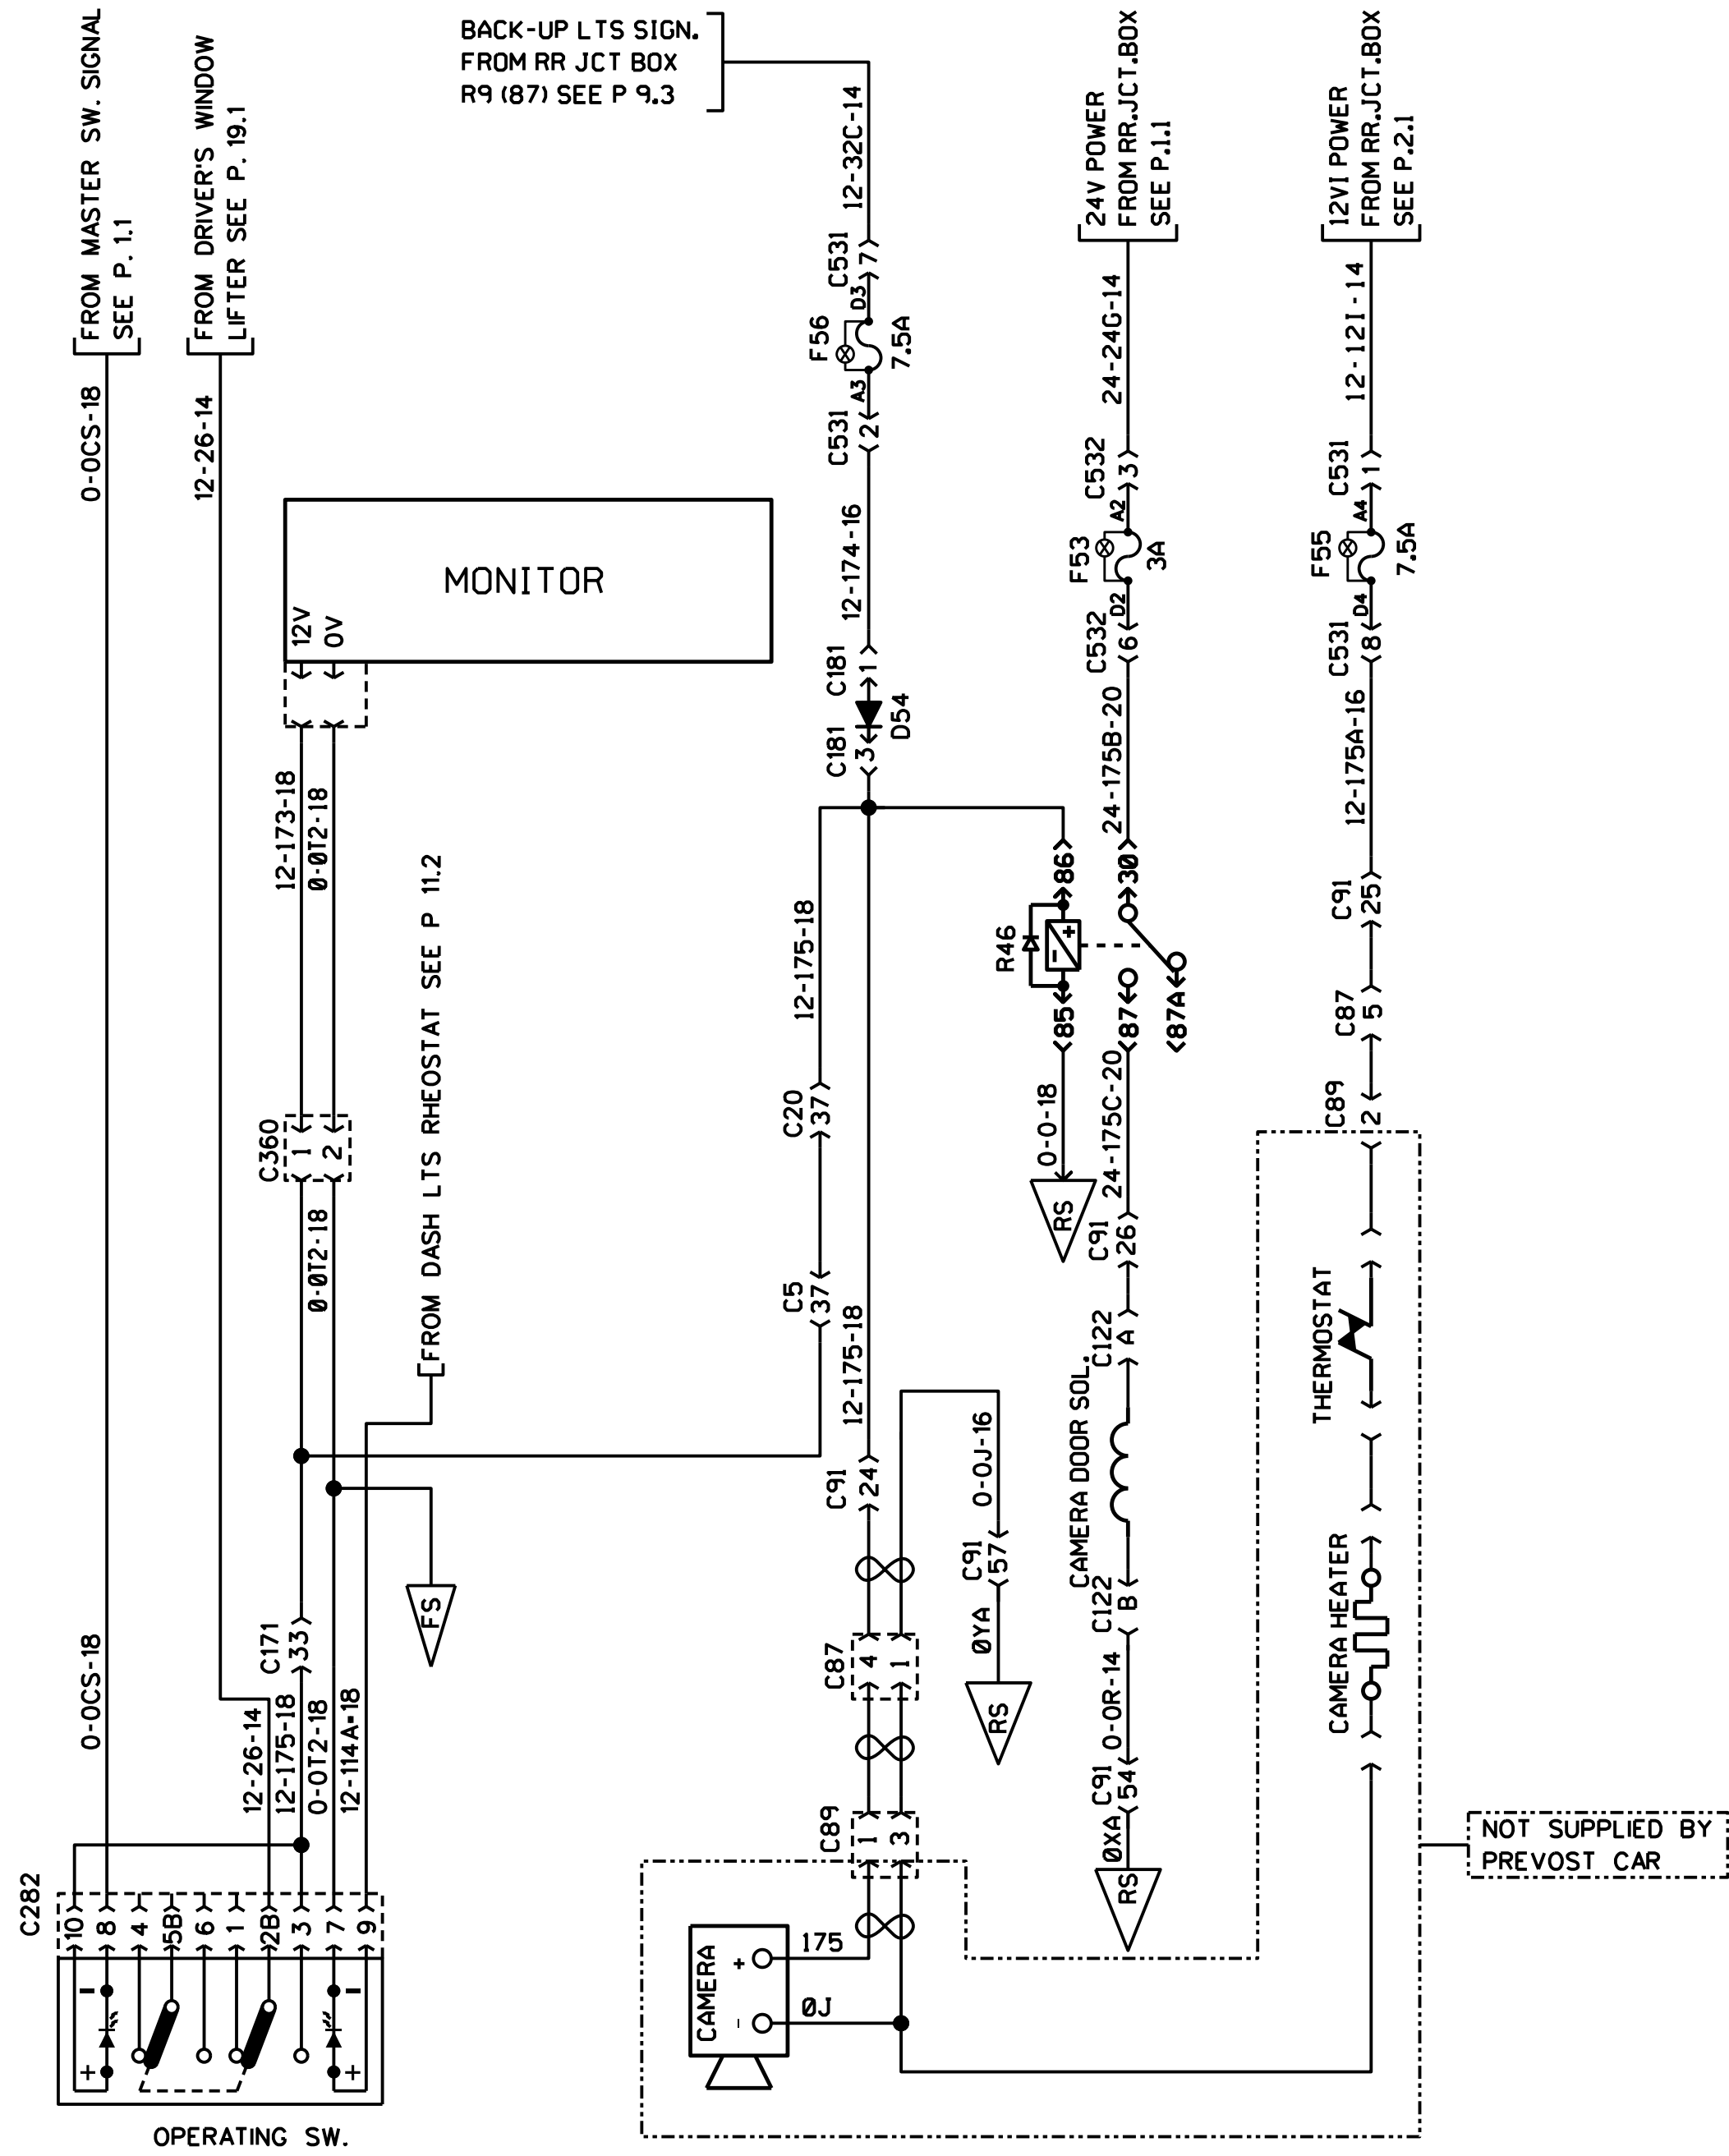 BACK-UP LTS SIGN.
FROM RR JCT BOX
R9 (87) SEE P 9.3
FROM MASTER SW. SIGNAL
SEE P. 1.1
FROM DRIVER'S WINDOW
LIFTER SEE P. 19.1
24V POWER
FROM RR.JCT.BOX
SEE P.1.1
12VI POWER
FROM RR.JCT.BOX
SEE P.2.1
0-0CS-18
12-26-14
12-32C-14
C531
7
D3
F56
7.5A
A3
C531
2
12-174-16
24-24G-14
C532
3
A2
F53
3A
D2
C532
6
24-175B-20
12-12I-14
C531
1
A4
F55
7.5A
D4
C531
8
12-175A-16
MONITOR
12V
0V
12-173-18
0-0T2-18
C181
1
D54
C181
3
FROM DASH LTS RHEOSTAT SEE P 11.2
12-175-18
86
30
R46
+
-
85
87
87A
0-0-18
RS
24-175C-20
C91
25
C87
5
C89
2
C360
1
2
0-0T2-18
C20
37
C5
37
12-175-18
C91
26
C122
A
CAMERA DOOR SOL.
C122
B
0-0R-14
C91
54
0XA
RS
THERMOSTAT
CAMERA HEATER
C91
24
0-0J-16
C91
57
0YA
RS
FS
C171
33
C87
4
1
C89
1
3
0-0CS-18
12-26-14
12-175-18
0-0T2-18
12-114A-18
C282
10
8
4
5B
6
1
2B
3
7
9
-
-
+
+
OPERATING SW.
CAMERA
+
-
175
0J
NOT SUPPLIED BY
PREVOST CAR